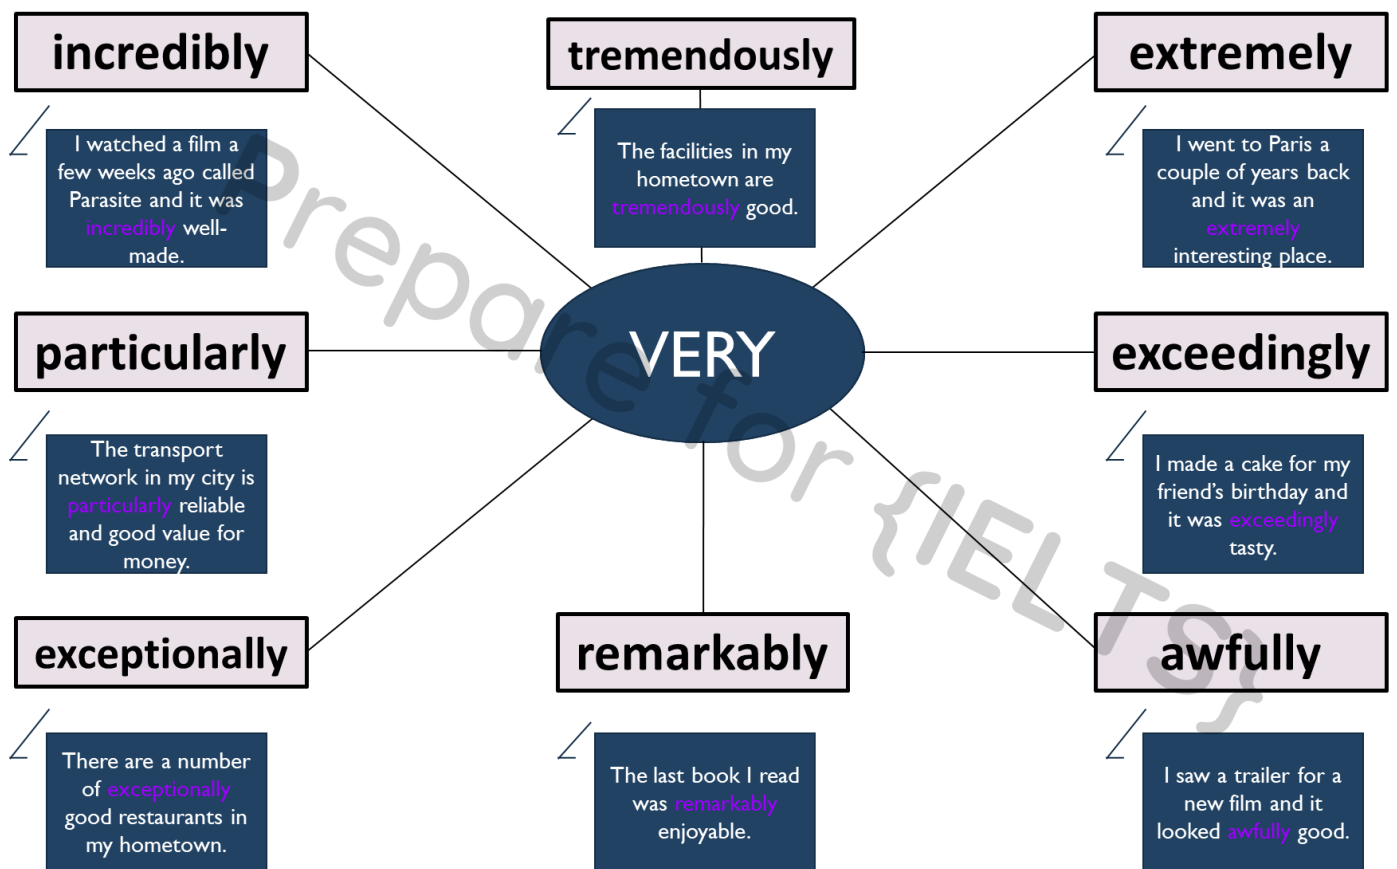 incredibly
tremendously
extremely
I watched a film a
few weeks ago called
Parasite and it was
incredibly well-
made.
The facilities in my
hometown are
tremendously good.
I went to Paris a
couple of years back
and it was an
extremely
interesting place.
particularly
VERY
exceedingly
The transport
network in my city is
particularly reliable
and good value for
money.
I made a cake for my
friend's birthday and
it was exceedingly
tasty.
exceptionally
remarkably
awfully
There are a number
of exceptionally
good restaurants in
my hometown.
The last book I read
was remarkably
enjoyable.
I saw a trailer for a
new film and it
looked awfully good.
Prepare for {IELTS}